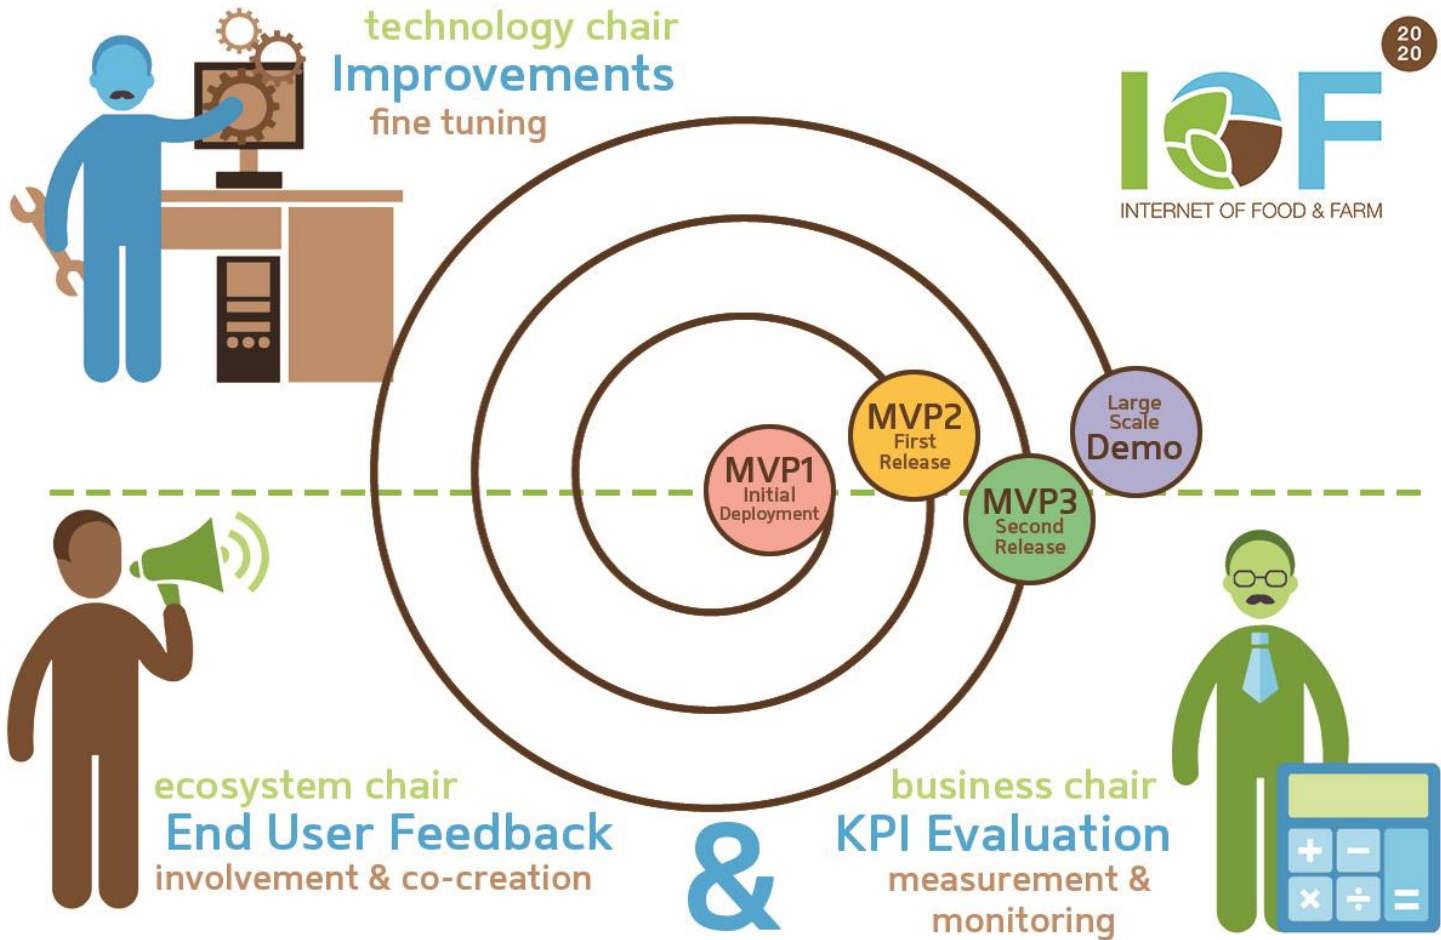 technology chair
Improvements
fine tuning
20
20
IOF
INTERNET OF FOOD & FARM
MVP1
Initial
Deployment
MVP2
First
Release
MVP3
Second
Release
Large
Scale
Demo
ecosystem chair
End User Feedback
involvement & co-creation
&
business chair
KPI Evaluation
measurement &
monitoring
+ −
× ÷ =